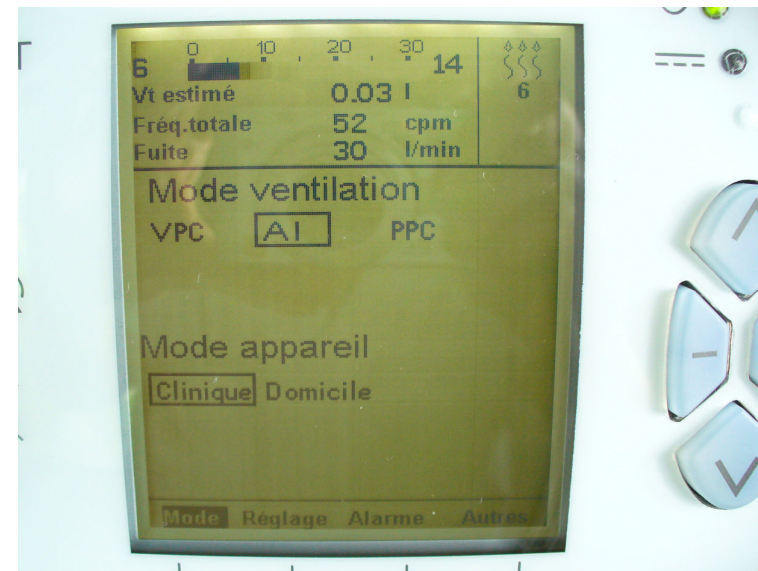 0 10 20 30
6 14
6
Vt estimé 0.03 l
Fréq.totale 52 cpm
Fuite 30 l/min
Mode ventilation
VPC AI PPC
Mode appareil
Clinique Domicile
Mode Réglage Alarme Autres